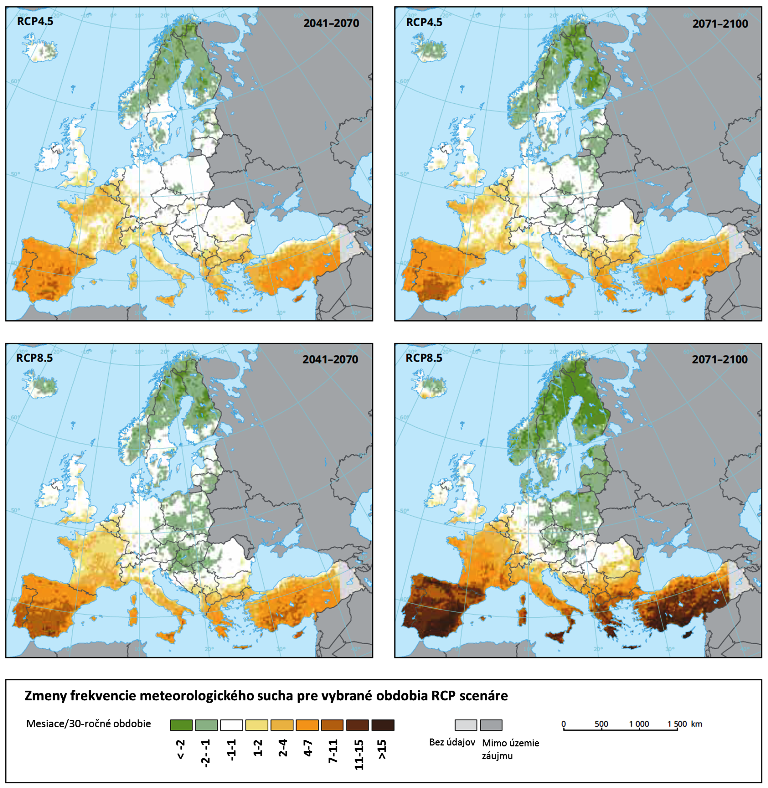 RCP4.5
2041–2070
RCP4.5
2071–2100
RCP8.5
2041–2070
RCP8.5
2071–2100
Zmeny frekvencie meteorologického sucha pre vybrané obdobia RCP scenáre
Mesiace/30-ročné obdobie
< -2
-2- -1
-1-1
1-2
2-4
4-7
7-11
11-15
>15
Bez údajov
Mimo územie
záujmu
0 500 1 000 1 500 km